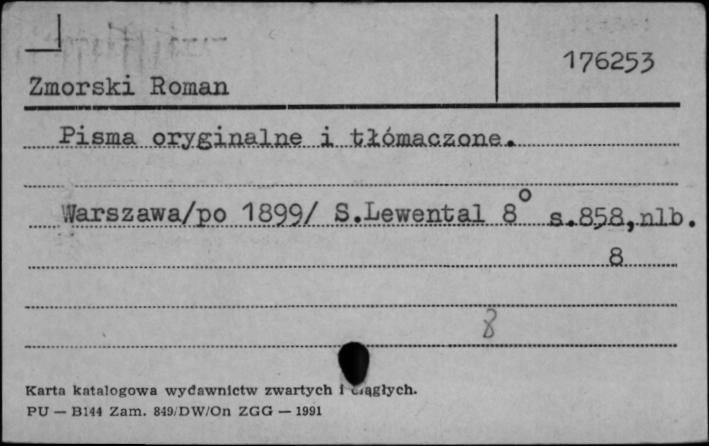 176253
Zmorski Roman
Pisma oryginalne i tłómaczone.
Warszawa/po 1899/ S.Lewental 8° s.858,nlb.
8
8
Karta katalogowa wydawnictw zwartych i ciągłych.
PU — B144 Zam. 849/DW/On ZGG — 1991